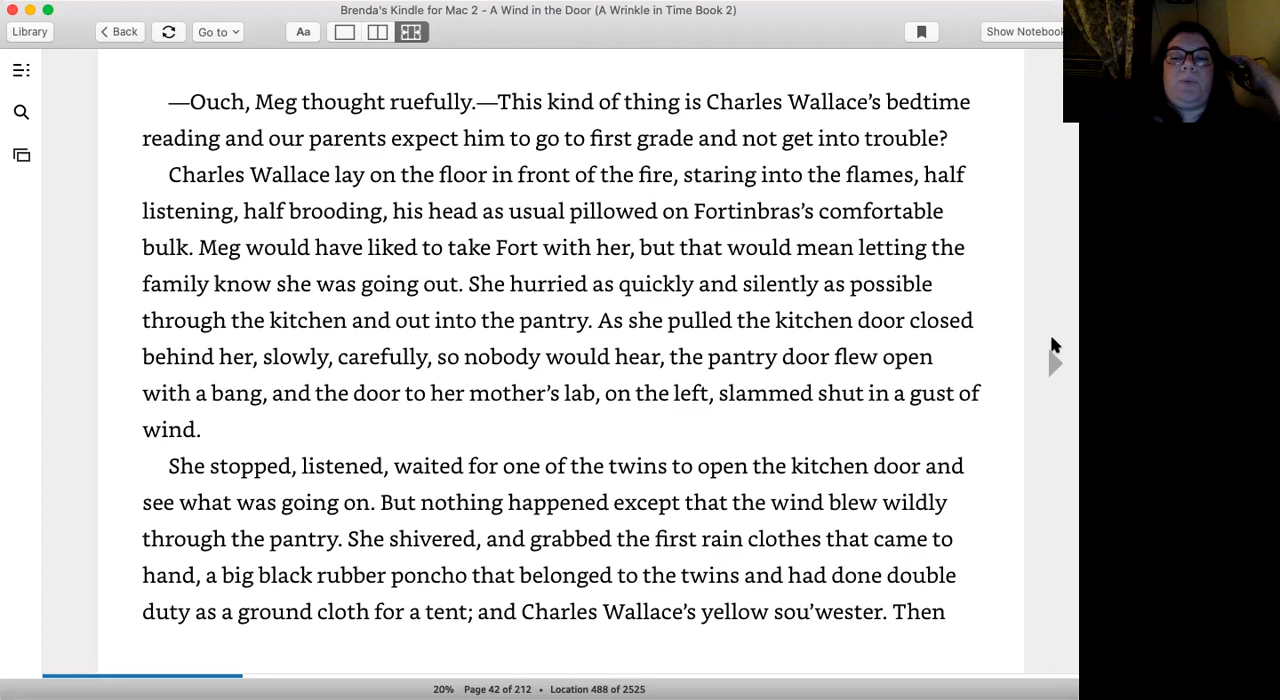 Brenda's Kindle for Mac 2 - A Wind in the Door (A Wrinkle in Time Book 2)
Library
Back
Go to
Aa
Show Notebook
—Ouch, Meg thought ruefully.—This kind of thing is Charles Wallace’s bedtime
reading and our parents expect him to go to first grade and not get into trouble?
Charles Wallace lay on the floor in front of the fire, staring into the flames, half
listening, half brooding, his head as usual pillowed on Fortinbras’s comfortable
bulk. Meg would have liked to take Fort with her, but that would mean letting the
family know she was going out. She hurried as quickly and silently as possible
through the kitchen and out into the pantry. As she pulled the kitchen door closed
behind her, slowly, carefully, so nobody would hear, the pantry door flew open
with a bang, and the door to her mother’s lab, on the left, slammed shut in a gust of
wind.
She stopped, listened, waited for one of the twins to open the kitchen door and
see what was going on. But nothing happened except that the wind blew wildly
through the pantry. She shivered, and grabbed the first rain clothes that came to
hand, a big black rubber poncho that belonged to the twins and had done double
duty as a ground cloth for a tent; and Charles Wallace’s yellow sou’wester. Then
20% Page 42 of 212 • Location 488 of 2525